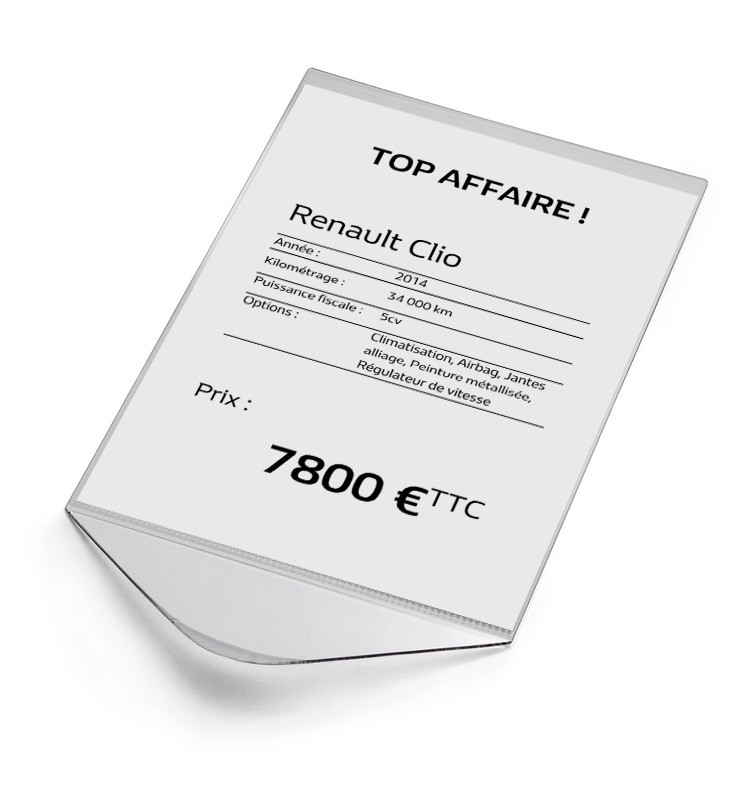 TOP AFFAIRE !
Renault Clio
Année : 2014
Kilométrage : 34 000 km
Puissance fiscale : 5cv
Options : Climatisation, Airbag, Jantes
alliage, Peinture métallisée,
Régulateur de vitesse
Prix :
7800 € TTC